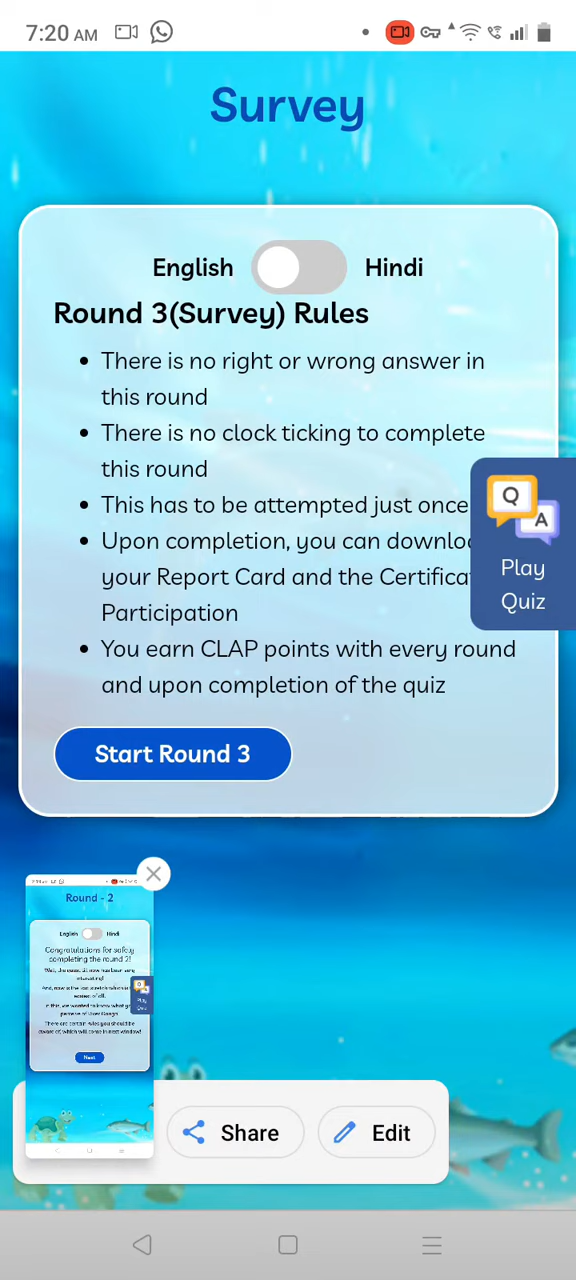 7:20 AM
Survey
English Hindi
Round 3(Survey) Rules
There is no right or wrong answer in
this round
There is no clock ticking to complete
this round
This has to be attempted just once
Upon completion, you can downloa
your Report Card and the Certifica
Participation
You earn CLAP points with every round
and upon completion of the quiz
Q
A
Play
Quiz
Start Round 3
Round - 2
English Hindi
Congratulations for safely
completing the round 2!
Next
Share
Edit